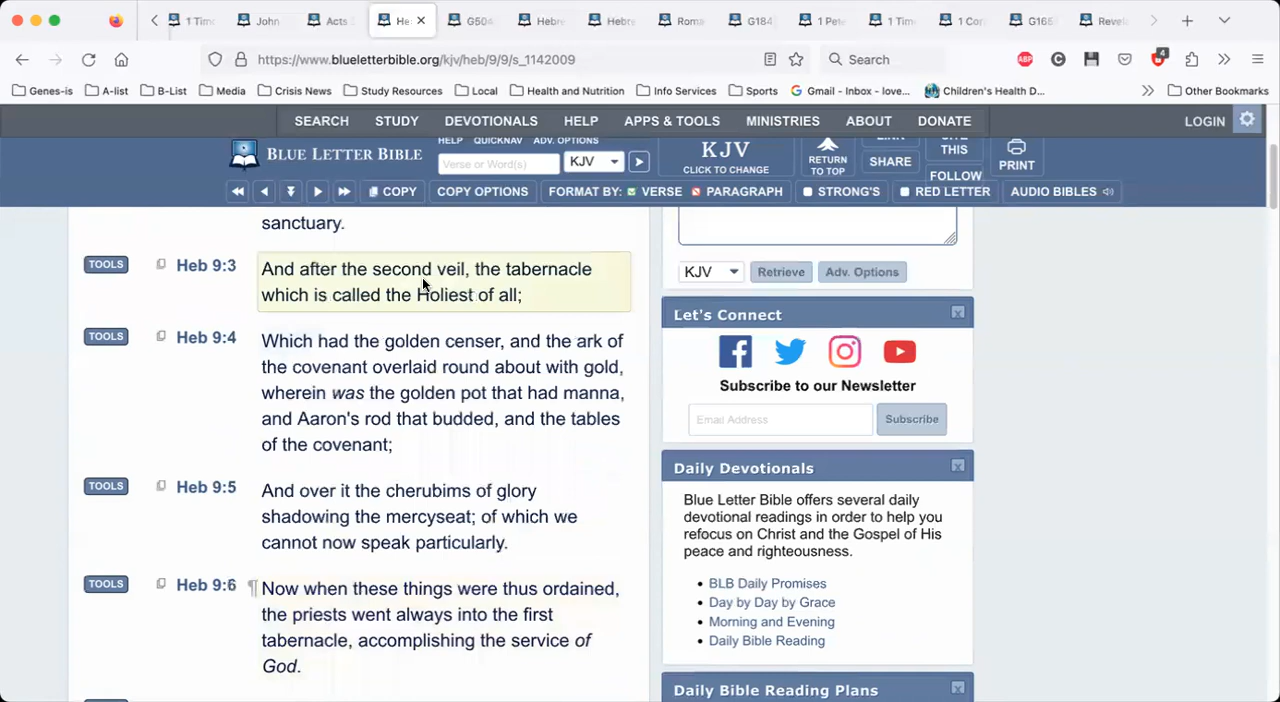 1 Time
John
Acts
He
G504
Hebre
Hebre
Roma
G184
1 Pete
1 Time
1 Cor
G165
Revela
https://www.blueletterbible.org/kjv/heb/9/9/s_1142009
Search
4
Genes-is
A-list
B-List
Media
Crisis News
Study Resources
Local
Health and Nutrition
Info Services
Sports
Gmail - Inbox - love...
Children's Health D...
Other Bookmarks
SEARCH
STUDY
DEVOTIONALS
HELP
APPS & TOOLS
MINISTRIES
ABOUT
DONATE
LOGIN
BLUE LETTER BIBLE
HELP QUICKNAV ADV. OPTIONS
Verse or Word(s)
KJV
KJV
CLICK TO CHANGE
RETURN
TO TOP
LINK
SHARE
CITE
THIS
FOLLOW
PRINT
COPY
COPY OPTIONS
FORMAT BY: VERSE PARAGRAPH
STRONG'S
RED LETTER
AUDIO BIBLES
sanctuary.
TOOLS Heb 9:3 And after the second veil, the tabernacle
which is called the Holiest of all;
TOOLS Heb 9:4 Which had the golden censer, and the ark of
the covenant overlaid round about with gold,
wherein was the golden pot that had manna,
and Aaron's rod that budded, and the tables
of the covenant;
TOOLS Heb 9:5 And over it the cherubims of glory
shadowing the mercyseat; of which we
cannot now speak particularly.
TOOLS Heb 9:6 ¶ Now when these things were thus ordained,
the priests went always into the first
tabernacle, accomplishing the service of
God.
KJV
Retrieve
Adv. Options
Let's Connect
Subscribe to our Newsletter
Email Address
Subscribe
Daily Devotionals
Blue Letter Bible offers several daily
devotional readings in order to help you
refocus on Christ and the Gospel of His
peace and righteousness.
• BLB Daily Promises
• Day by Day by Grace
• Morning and Evening
• Daily Bible Reading
Daily Bible Reading Plans